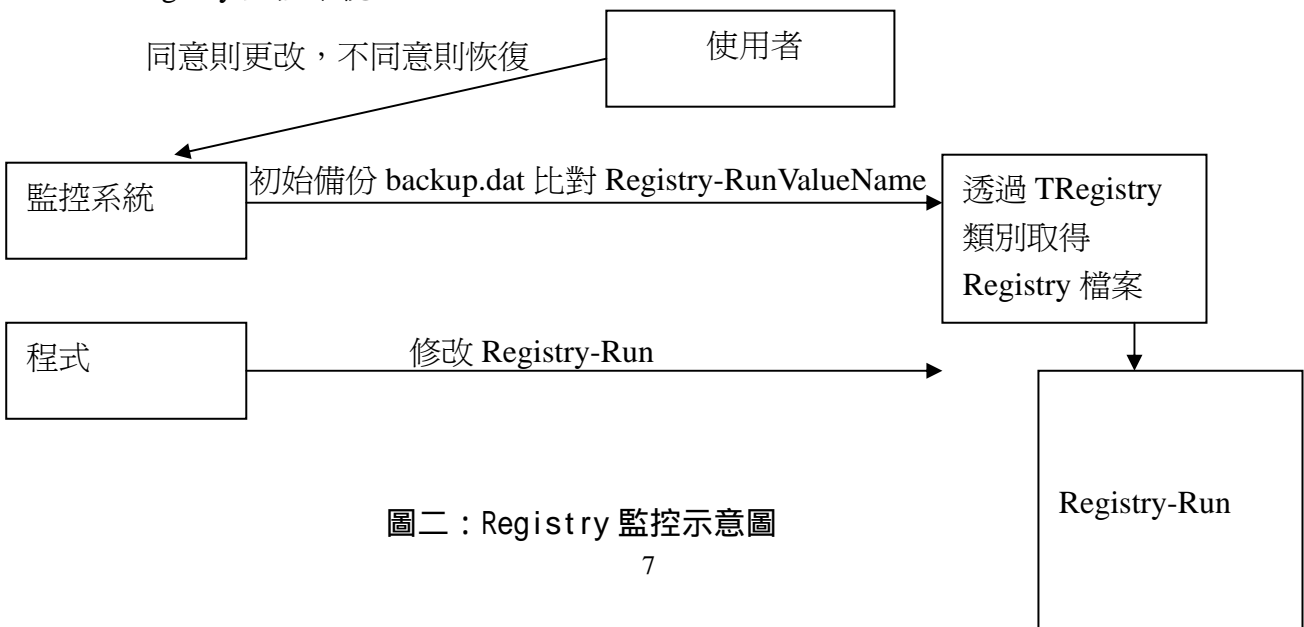 同意則更改，不同意則恢復
使用者
監控系統
初始備份 backup.dat 比對 Registry-RunValueName
透過 TRegistry
類別取得
Registry 檔案
程式
修改 Registry-Run
Registry-Run
圖二：Registry 監控示意圖
7